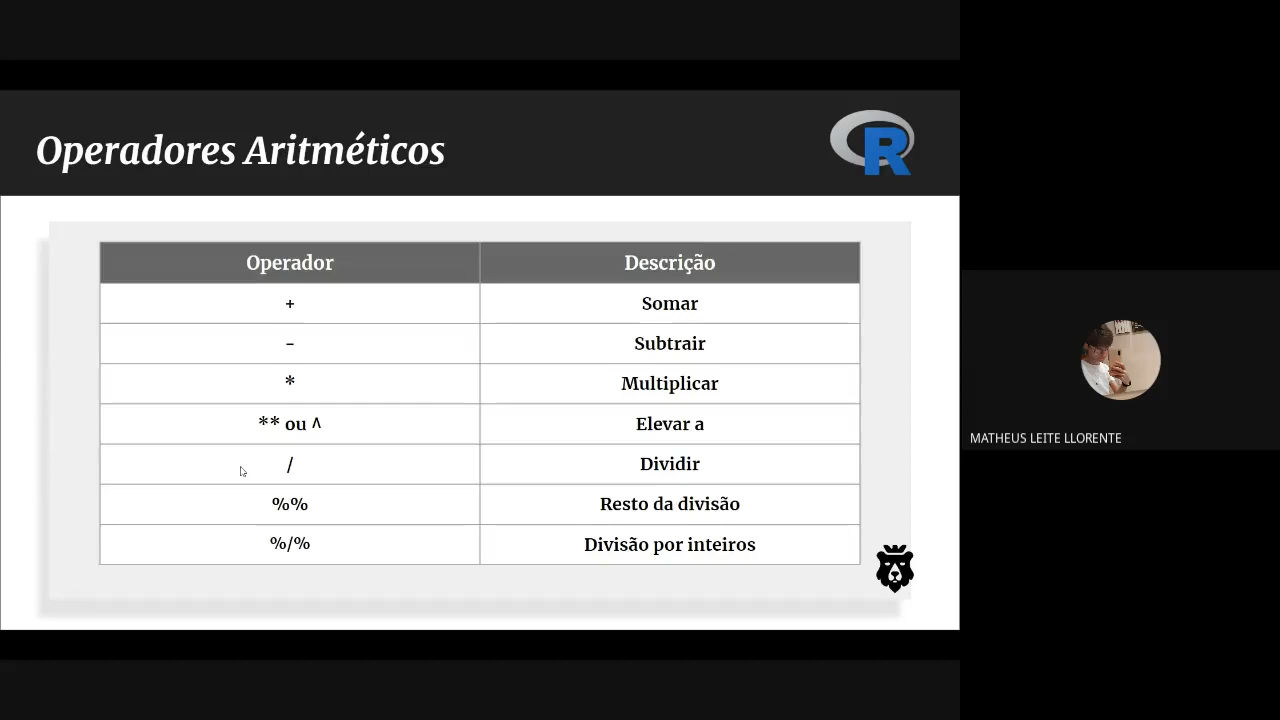 Operadores Aritméticos
R
Operador Descrição
+ Somar
- Subtrair
* Multiplicar
** ou ^ Elevar a
/ Dividir
%% Resto da divisão
%/% Divisão por inteiros
MATHEUS LEITE LLORENTE